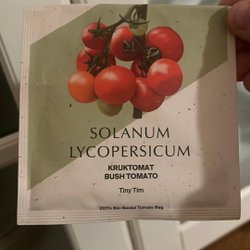 SOLANUM
LYCOPERSICUM
KRUKTOMAT
BUSH TOMATO
Tiny Tim
100% Bio-Based Tomato Bag